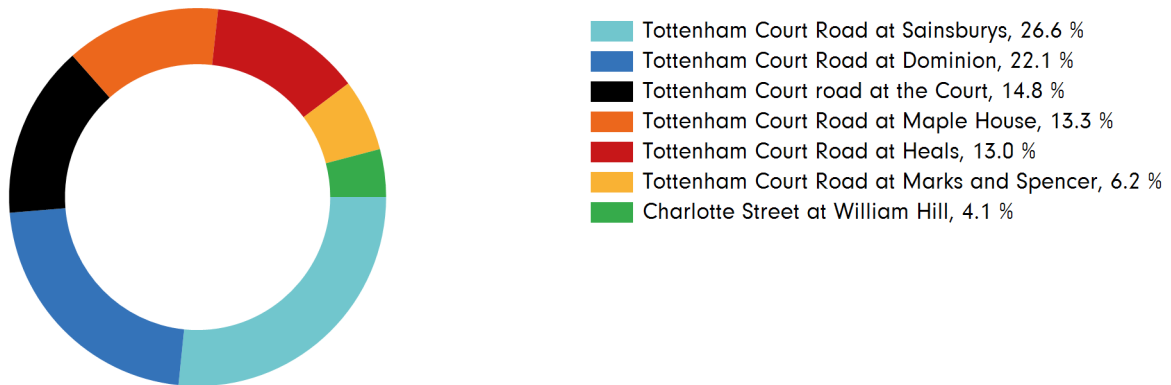 Tottenham Court Road at Sainsburys, 26.6 %
Tottenham Court Road at Dominion, 22.1 %
Tottenham Court road at the Court, 14.8 %
Tottenham Court Road at Maple House, 13.3 %
Tottenham Court Road at Heals, 13.0 %
Tottenham Court Road at Marks and Spencer, 6.2 %
Charlotte Street at William Hill, 4.1 %